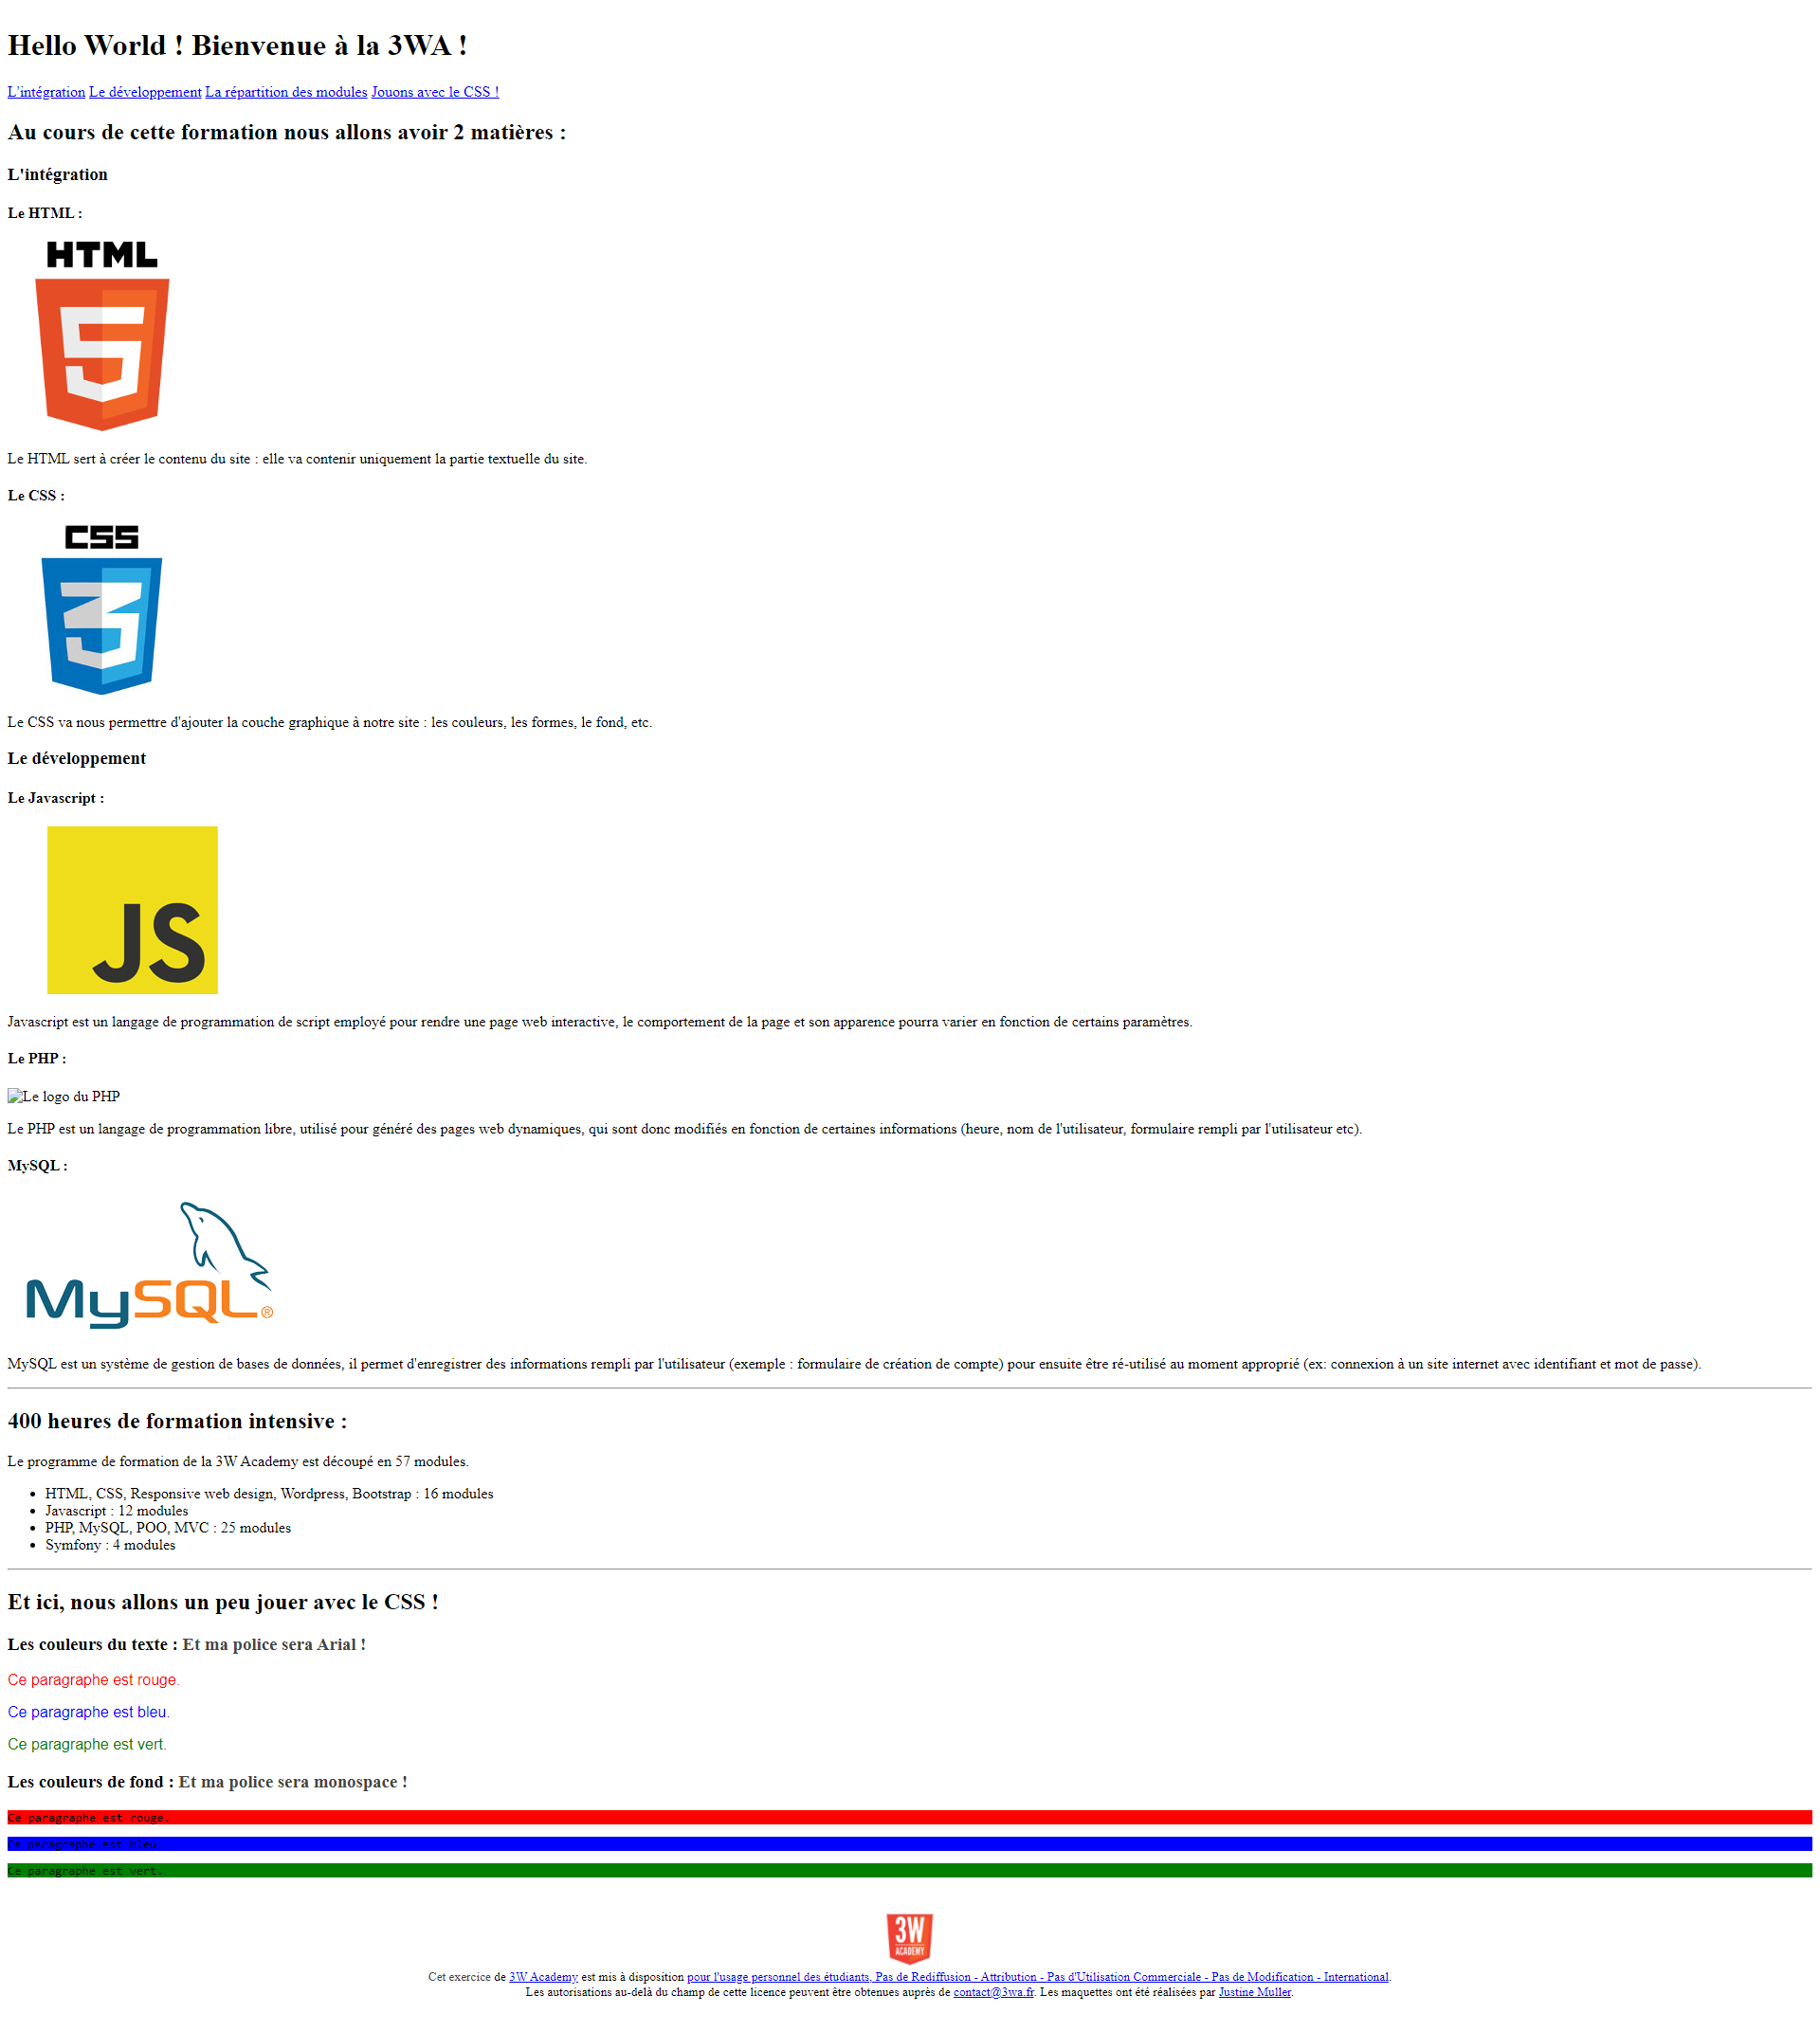 Hello World ! Bienvenue à la 3WA !
L'intégration Le développement La répartition des modules Jouons avec le CSS !
Au cours de cette formation nous allons avoir 2 matières :
L'intégration
Le HTML :
HTML
5
Le HTML sert à créer le contenu du site : elle va contenir uniquement la partie textuelle du site.
Le CSS :
CSS
3
Le CSS va nous permettre d'ajouter la couche graphique à notre site : les couleurs, les formes, le fond, etc.
Le développement
Le Javascript :
JS
Javascript est un langage de programmation de script employé pour rendre une page web interactive, le comportement de la page et son apparence pourra varier en fonction de certains paramètres.
Le PHP :
Le logo du PHP
Le PHP est un langage de programmation libre, utilisé pour généré des pages web dynamiques, qui sont donc modifiés en fonction de certaines informations (heure, nom de l'utilisateur, formulaire rempli par l'utilisateur etc).
MySQL :
MySQL®
MySQL est un système de gestion de bases de données, il permet d'enregistrer des informations rempli par l'utilisateur (exemple : formulaire de création de compte) pour ensuite être ré-utilisé au moment approprié (ex: connexion à un site internet avec identifiant et mot de passe).
400 heures de formation intensive :
Le programme de formation de la 3W Academy est découpé en 57 modules.
• HTML, CSS, Responsive web design, Wordpress, Bootstrap : 16 modules
• Javascript : 12 modules
• PHP, MySQL, POO, MVC : 25 modules
• Symfony : 4 modules
Et ici, nous allons un peu jouer avec le CSS !
Les couleurs du texte : Et ma police sera Arial !
Ce paragraphe est rouge.
Ce paragraphe est bleu.
Ce paragraphe est vert.
Les couleurs de fond : Et ma police sera monospace !
Ce paragraphe est rouge.
Ce paragraphe est bleu.
Ce paragraphe est vert.
3W
ACADEMY
Cet exercice de 3W Academy est mis à disposition pour l'usage personnel des étudiants, Pas de Rediffusion - Attribution - Pas d'Utilisation Commerciale - Pas de Modification - International.
Les autorisations au-delà du champ de cette licence peuvent être obtenues auprès de contact@3wa.fr. Les maquettes ont été réalisées par Justine Muller.